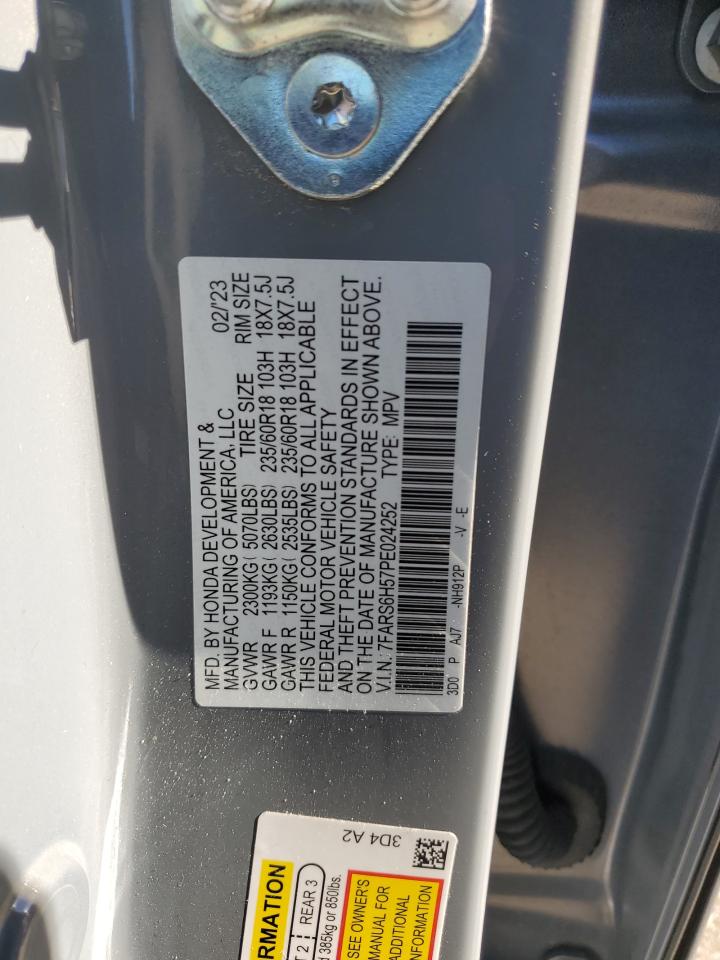 MFD. BY HONDA DEVELOPMENT &
MANUFACTURING OF AMERICA, LLC 02/'23
GVWR 2300KG( 5070LBS) TIRE SIZE RIM SIZE
GAWR F 1193KG( 2630LBS) 235/60R18 103H 18X7.5J
GAWR R 1150KG( 2535LBS) 235/60R18 103H 18X7.5J
THIS VEHICLE CONFORMS TO ALL APPLICABLE
FEDERAL MOTOR VEHICLE SAFETY
AND THEFT PREVENTION STANDARDS IN EFFECT
ON THE DATE OF MANUFACTURE SHOWN ABOVE.
V.I.N.: 7FARS6H57PE024252 TYPE: MPV
3D0 P AJ7 -NH912P -V -E
3D4 A2
REAR 3
385kg or 850lbs.
SEE OWNER'S
MANUAL FOR
ADDITIONAL